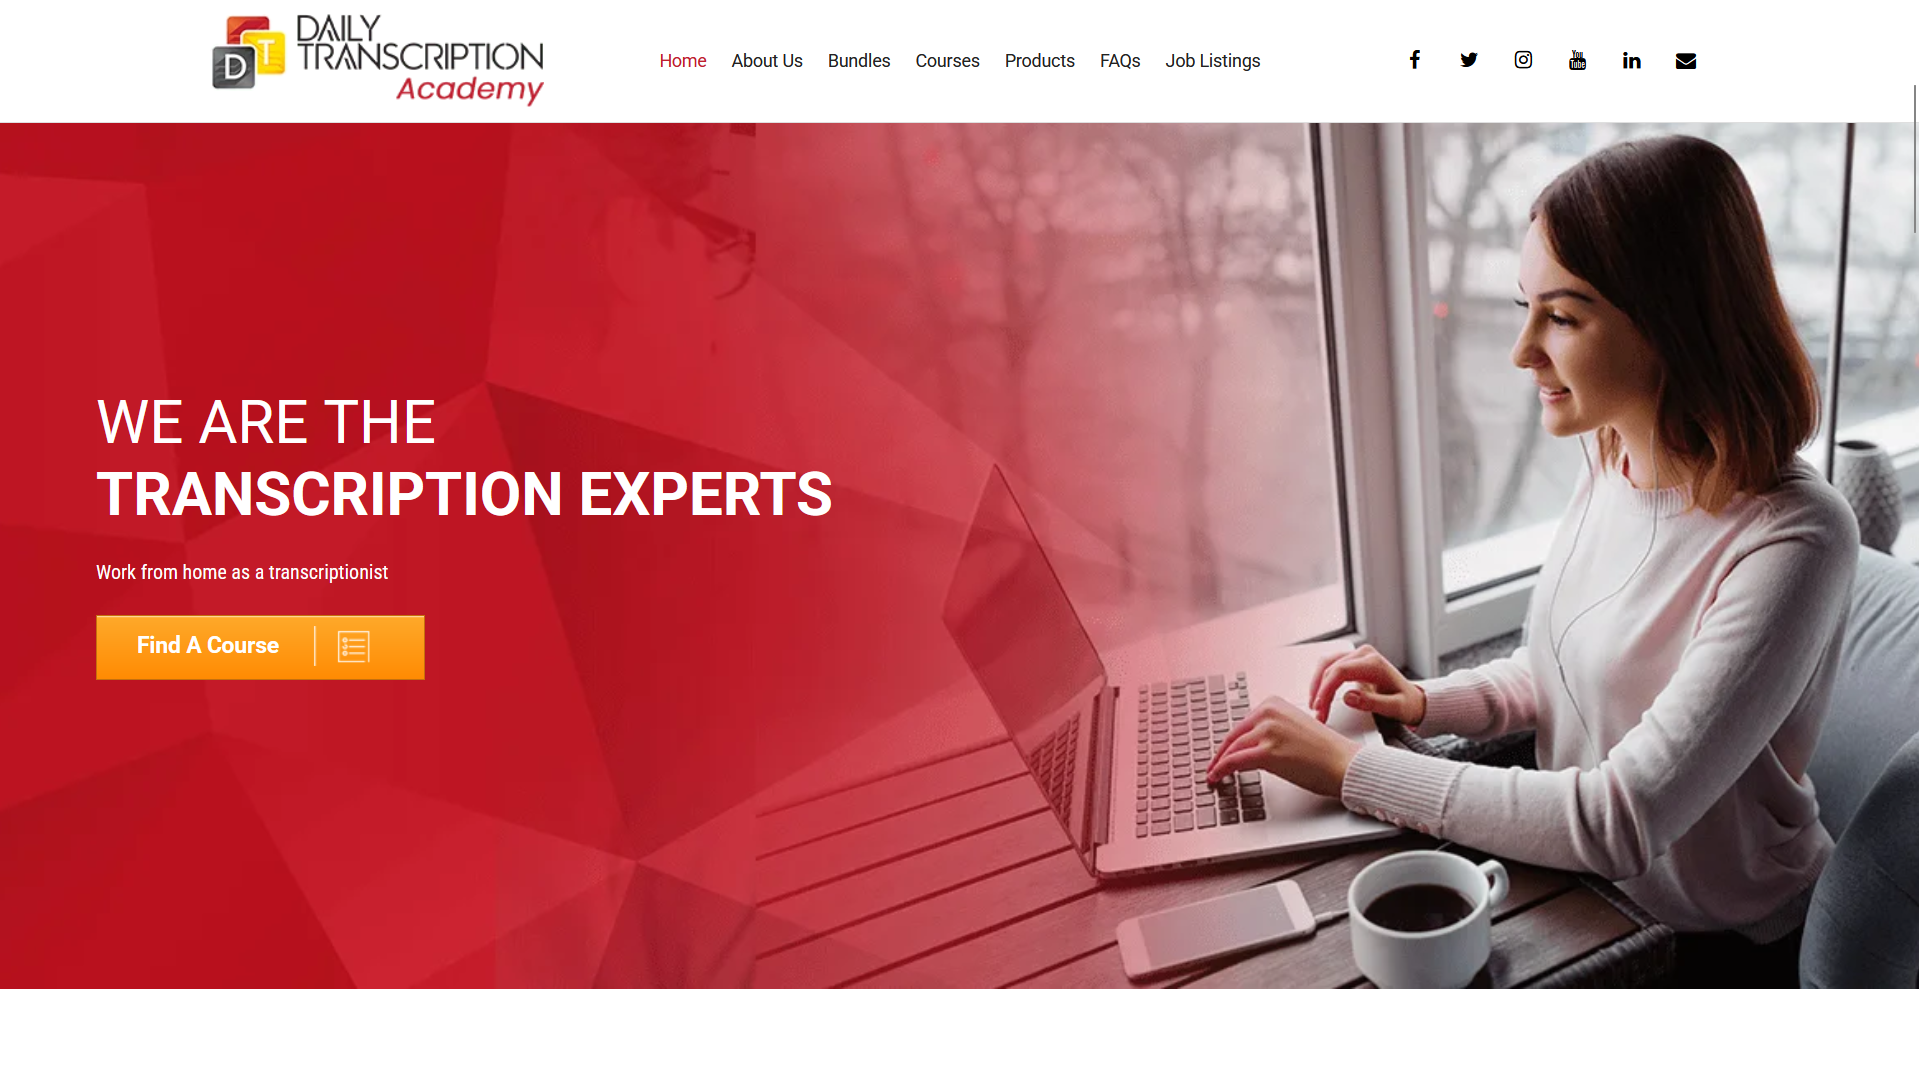 DAILY
TRANSCRIPTION
Academy
D
T
Home
About Us
Bundles
Courses
Products
FAQs
Job Listings
You
Tube
in
WE ARE THE
TRANSCRIPTION EXPERTS
Work from home as a transcriptionist
Find A Course